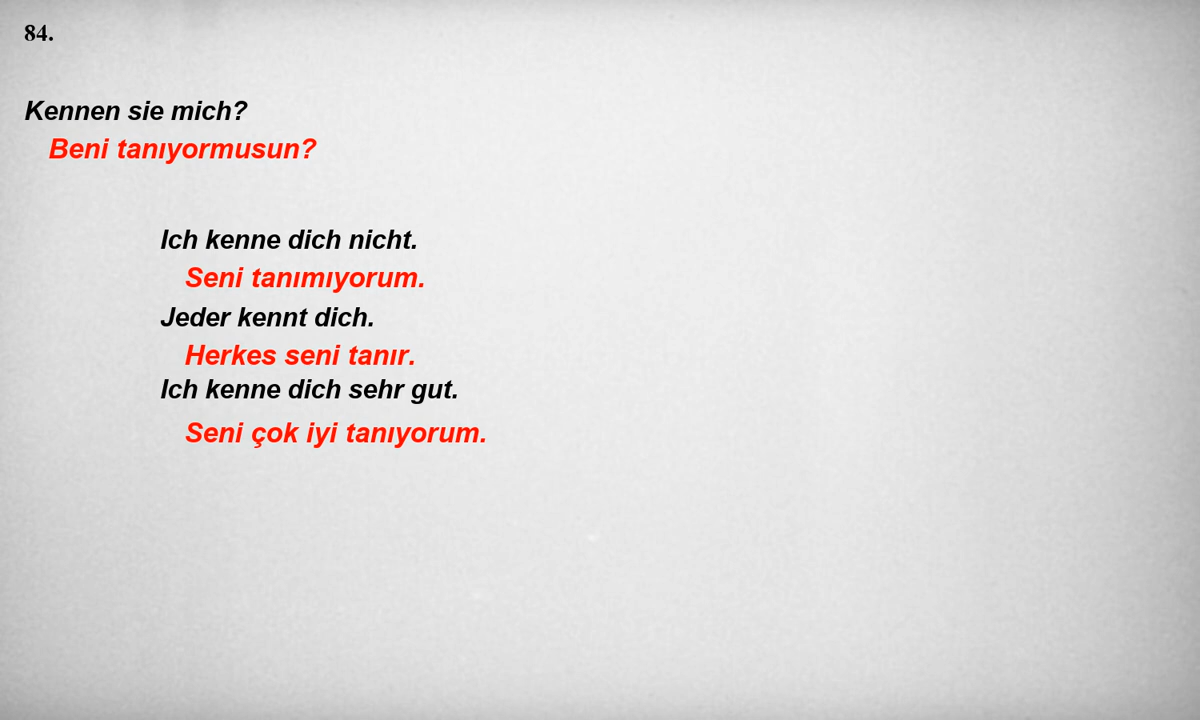 84.
Kennen sie mich?
Beni tanıyormusun?
Ich kenne dich nicht.
Seni tanımıyorum.
Jeder kennt dich.
Herkes seni tanır.
Ich kenne dich sehr gut.
Seni çok iyi tanıyorum.